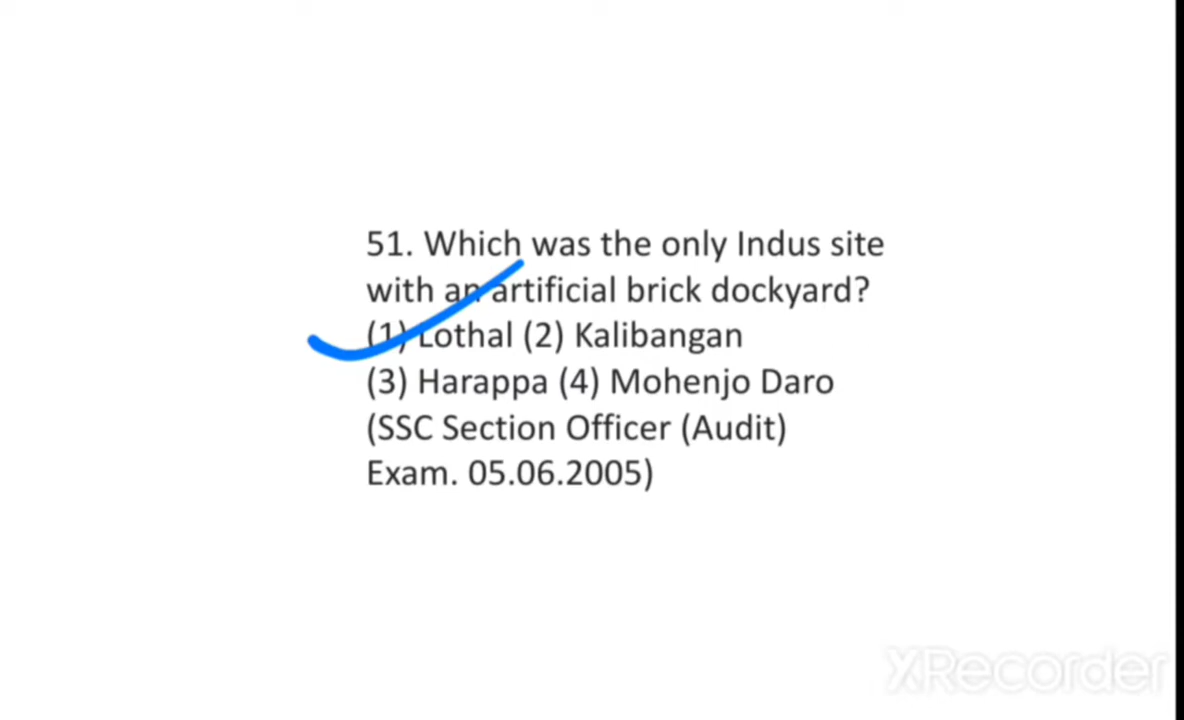 51. Which was the only Indus site
with an artificial brick dockyard?
(1) Lothal (2) Kalibangan
(3) Harappa (4) Mohenjo Daro
(SSC Section Officer (Audit)
Exam. 05.06.2005)
XRecorder